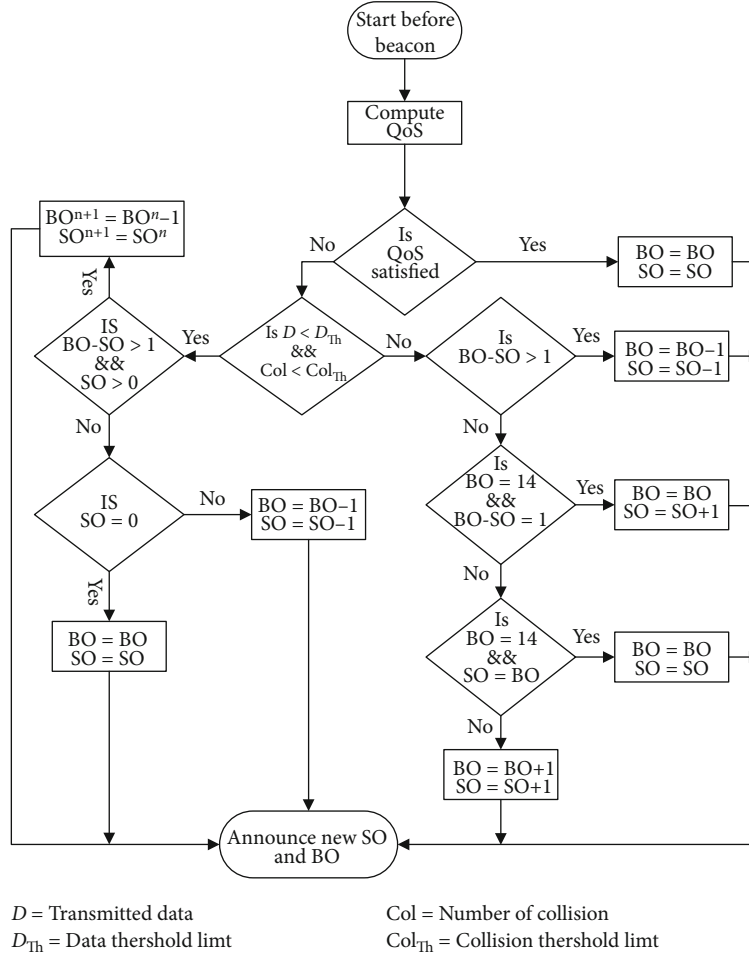 Start before
beacon
Compute
QoS
Is
QoS
satisfied
No
Yes
BO = BO
SO = SO
BOⁿ⁺¹ = BOⁿ–1
SOⁿ⁺¹ = SOⁿ
Yes
IS
BO-SO > 1
&&
SO > 0
Yes
Is D < D_Th
&&
Col < Col_Th
No
Is
BO-SO > 1
Yes
BO = BO–1
SO = SO–1
No
No
IS
SO = 0
No
BO = BO–1
SO = SO–1
Is
BO = 14
&&
BO-SO = 1
Yes
BO = BO
SO = SO+1
Yes
No
BO = BO
SO = SO
Is
BO = 14
&&
SO = BO
Yes
BO = BO
SO = SO
No
BO = BO+1
SO = SO+1
Announce new SO
and BO
D = Transmitted data
D_Th = Data thershold limt
Col = Number of collision
Col_Th = Collision thershold limt